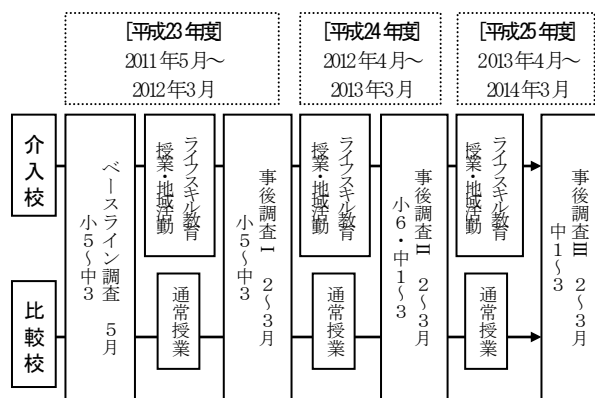 [平成23年度]
2011年5月～
2012年3月
[平成24年度]
2012年4月～
2013年3月
[平成25年度]
2013年4月～
2014年3月
介入校
比較校
ベースライン調査　5月
小5～中3
ライフスキル教育
授業・地域活動
通常授業
事後調査Ⅰ　2～3月
小5～中3
ライフスキル教育
授業・地域活動
通常授業
事後調査Ⅱ　2～3月
小6・中1～3
ライフスキル教育
授業・地域活動
通常授業
事後調査Ⅲ　2～3月
中1～3